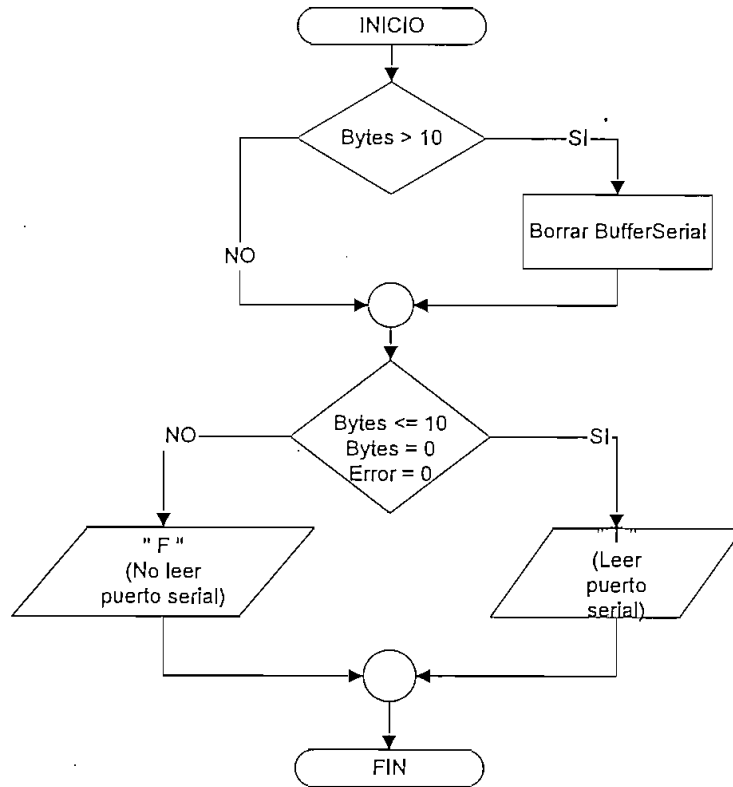 INICIO
Bytes > 10
SI
Borrar BufferSerial
NO
Bytes <= 10
Bytes = 0
Error = 0
NO
SI
" F "
(No leer
puerto serial)
(Leer
puerto
serial)
FIN